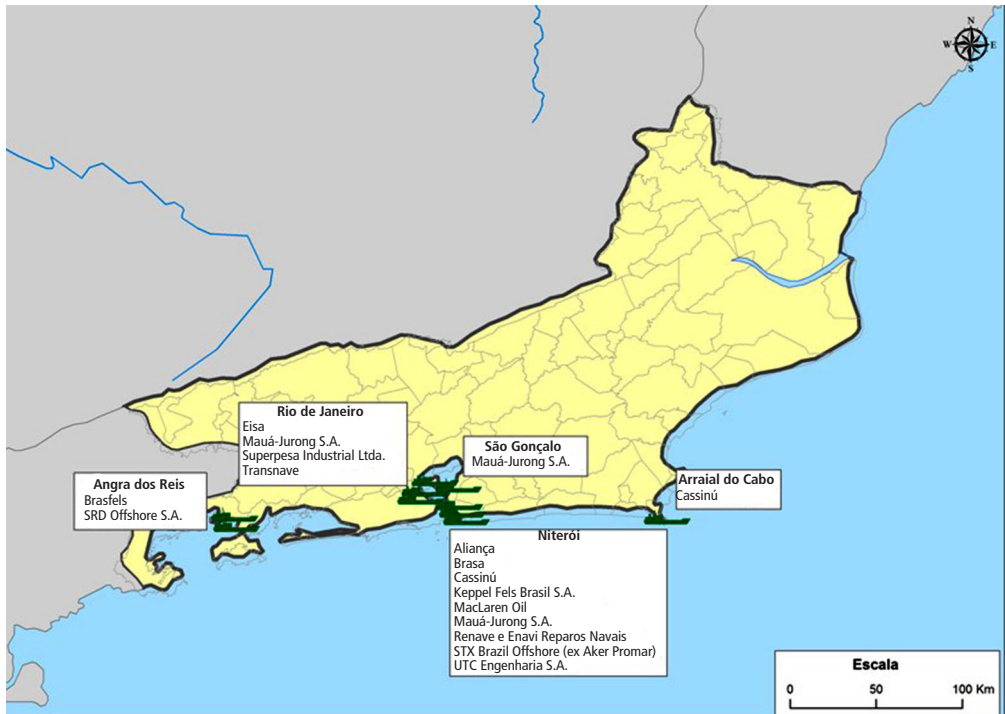 N
W E
S
Rio de Janeiro
Eisa
Mauá-Jurong S.A.
Superpesa Industrial Ltda.
Transnave
São Gonçalo
Mauá-Jurong S.A.
Angra dos Reis
Brasfels
SRD Offshore S.A.
Arraial do Cabo
Cassinú
Niterói
Aliança
Brasa
Cassinú
Keppel Fels Brasil S.A.
MacLaren Oil
Mauá-Jurong S.A.
Renave e Enavi Reparos Navais
STX Brazil Offshore (ex Aker Promar)
UTC Engenharia S.A.
Escala
0 50 100 Km